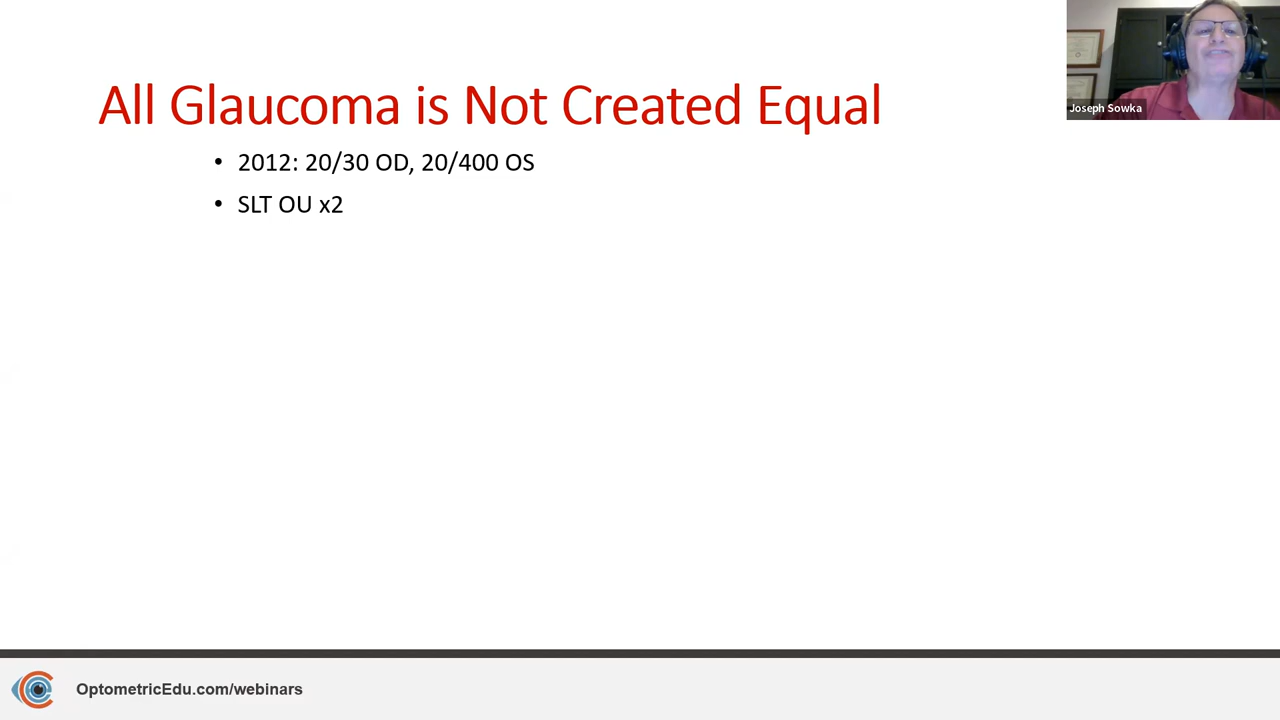 All Glaucoma is Not Created Equal
• 2012: 20/30 OD, 20/400 OS
• SLT OU x2
Joseph Sowka
OptometricEdu.com/webinars